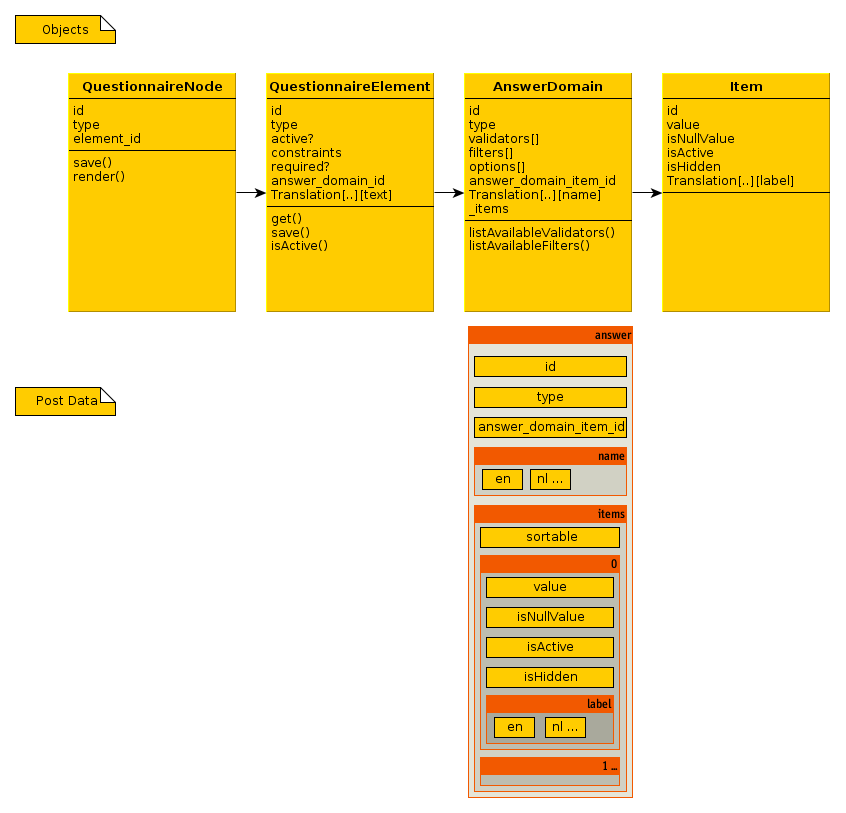 Objects
QuestionnaireNode
id
type
element_id
save()
render()
QuestionnaireElement
id
type
active?
constraints
required?
answer_domain_id
Translation[..][text]
get()
save()
isActive()
AnswerDomain
id
type
validators[]
filters[]
options[]
answer_domain_item_id
Translation[..][name]
_items
listAvailableValidators()
listAvailableFilters()
Item
id
value
isNullValue
isActive
isHidden
Translation[..][label]
Post Data
answer
id
type
answer_domain_item_id
name
en nl ...
items
sortable
0
value
isNullValue
isActive
isHidden
label
en nl ...
1 ...